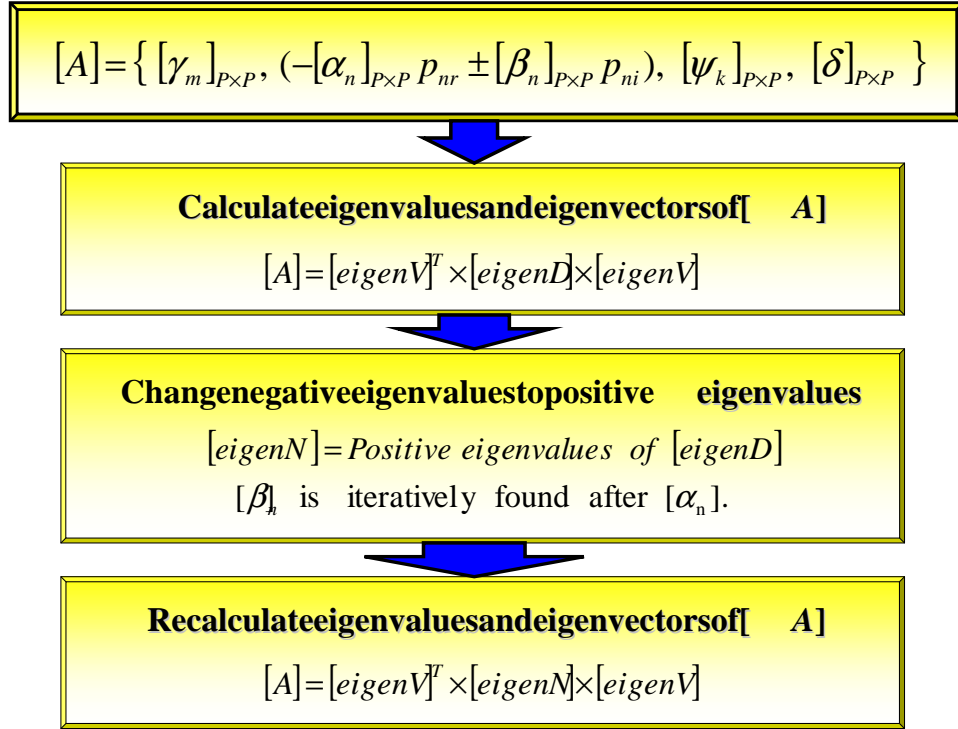 [A] = { [γ_m]_{P×P}, (−[α_n]_{P×P} p_{nr} ± [β_n]_{P×P} p_{ni}), [ψ_k]_{P×P}, [δ]_{P×P} }
Calculateeigenvaluesandeigenvectorsof[ A]
[A] = [eigenV]^T × [eigenD] × [eigenV]
Changenegativeeigenvaluestopositive eigenvalues
[eigenN] = Positive eigenvalues of [eigenD]
[β_n] is iteratively found after [α_n].
Recalculateeigenvaluesandeigenvectorsof[ A]
[A] = [eigenV]^T × [eigenN] × [eigenV]